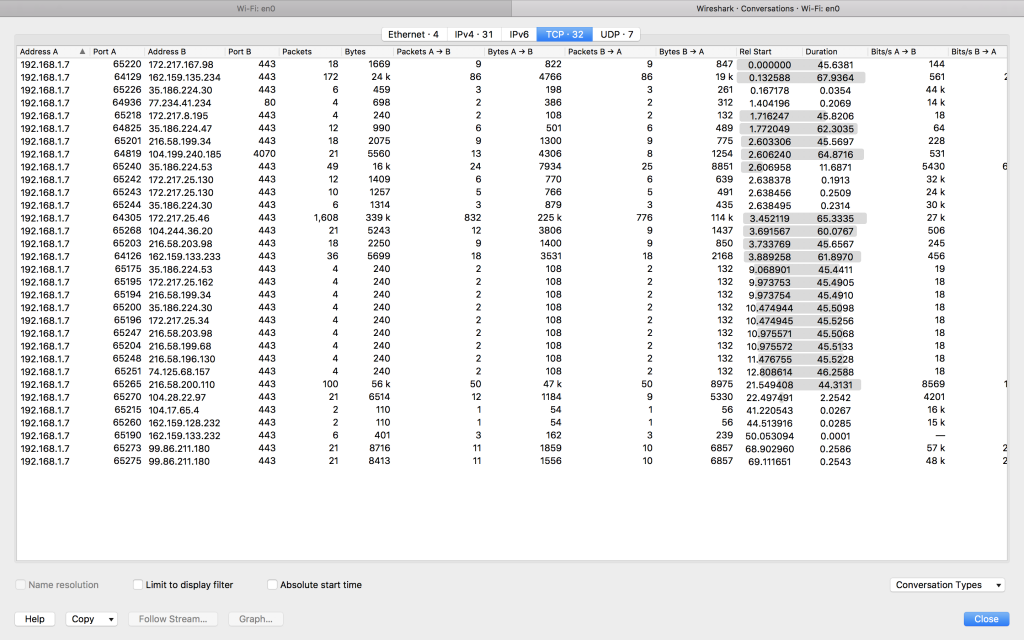 Wi-Fi: en0
Wireshark · Conversations · Wi-Fi: en0
Ethernet · 4 IPv4 · 31 IPv6 TCP · 32 UDP · 7
Address A Port A Address B Port B Packets Bytes Packets A → B Bytes A → B Packets B → A Bytes B → A Rel Start Duration Bits/s A → B Bits/s B → A
192.168.1.7 65220 172.217.167.98 443 18 1669 9 822 9 847 0.000000 45.6381 144
192.168.1.7 64129 162.159.135.234 443 172 24 k 86 4766 86 19 k 0.132588 67.9364 561
192.168.1.7 65226 35.186.224.30 443 6 459 3 198 3 261 0.167178 0.0354 44 k
192.168.1.7 64936 77.234.41.234 80 4 698 2 386 2 312 1.404196 0.2069 14 k
192.168.1.7 65218 172.217.8.195 443 4 240 2 108 2 132 1.716247 45.8206 18
192.168.1.7 64825 35.186.224.47 443 12 990 6 501 6 489 1.772049 62.3035 64
192.168.1.7 65201 216.58.199.34 443 18 2075 9 1300 9 775 2.603306 45.5697 228
192.168.1.7 64819 104.199.240.185 4070 21 5560 13 4306 8 1254 2.606240 64.8716 531
192.168.1.7 65240 35.186.224.53 443 49 16 k 24 7934 25 8851 2.606958 11.6871 5430
192.168.1.7 65242 172.217.25.130 443 12 1409 6 770 6 639 2.638378 0.1913 32 k
192.168.1.7 65243 172.217.25.130 443 10 1257 5 766 5 491 2.638456 0.2509 24 k
192.168.1.7 65244 35.186.224.30 443 6 1314 3 879 3 435 2.638495 0.2314 30 k
192.168.1.7 64305 172.217.25.46 443 1,608 339 k 832 225 k 776 114 k 3.452119 65.3335 27 k
192.168.1.7 65268 104.244.36.20 443 21 5243 12 3806 9 1437 3.691567 60.0767 506
192.168.1.7 65203 216.58.203.98 443 18 2250 9 1400 9 850 3.733769 45.6567 245
192.168.1.7 64126 162.159.133.233 443 36 5699 18 3531 18 2168 3.889258 61.8970 456
192.168.1.7 65175 35.186.224.53 443 4 240 2 108 2 132 9.068901 45.4411 19
192.168.1.7 65195 172.217.25.162 443 4 240 2 108 2 132 9.973753 45.4905 18
192.168.1.7 65194 216.58.199.34 443 4 240 2 108 2 132 9.973754 45.4910 18
192.168.1.7 65200 35.186.224.30 443 4 240 2 108 2 132 10.474944 45.5098 18
192.168.1.7 65196 172.217.25.34 443 4 240 2 108 2 132 10.474945 45.5256 18
192.168.1.7 65247 216.58.203.98 443 4 240 2 108 2 132 10.975571 45.5068 18
192.168.1.7 65204 216.58.199.68 443 4 240 2 108 2 132 10.975572 45.5133 18
192.168.1.7 65248 216.58.196.130 443 4 240 2 108 2 132 11.476755 45.5228 18
192.168.1.7 65251 74.125.68.157 443 4 240 2 108 2 132 12.808614 46.2588 18
192.168.1.7 65265 216.58.200.110 443 100 56 k 50 47 k 50 8975 21.549408 44.3131 8569
192.168.1.7 65270 104.28.22.97 443 21 6514 12 1184 9 5330 22.497491 2.2542 4201
192.168.1.7 65215 104.17.65.4 443 2 110 1 54 1 56 41.220543 0.0267 16 k
192.168.1.7 65260 162.159.128.232 443 2 110 1 54 1 56 44.513916 0.0285 15 k
192.168.1.7 65190 162.159.133.232 443 6 401 3 162 3 239 50.053094 0.0001 —
192.168.1.7 65273 99.86.211.180 443 21 8716 11 1859 10 6857 68.902960 0.2586 57 k
192.168.1.7 65275 99.86.211.180 443 21 8413 11 1556 10 6857 69.111651 0.2543 48 k
Name resolution Limit to display filter Absolute start time Conversation Types
Help Copy Follow Stream... Graph... Close